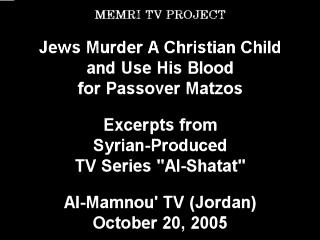 MEMRI TV PROJECT
Jews Murder A Christian Child
and Use His Blood
for Passover Matzos
Excerpts from
Syrian-Produced
TV Series "Al-Shatat"
Al-Mamnou' TV (Jordan)
October 20, 2005